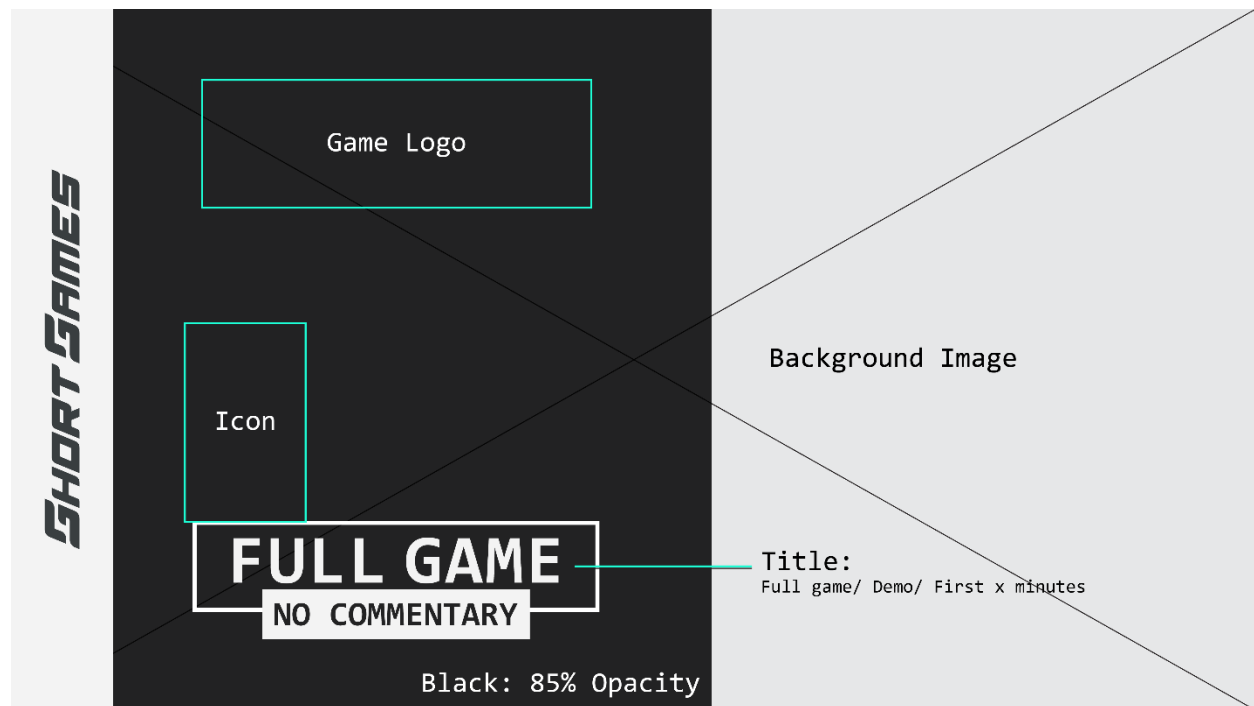 SHORT GAMES
Game Logo
Background Image
Icon
FULL GAME
NO COMMENTARY
Title:
Full game/ Demo/ First x minutes
Black: 85% Opacity